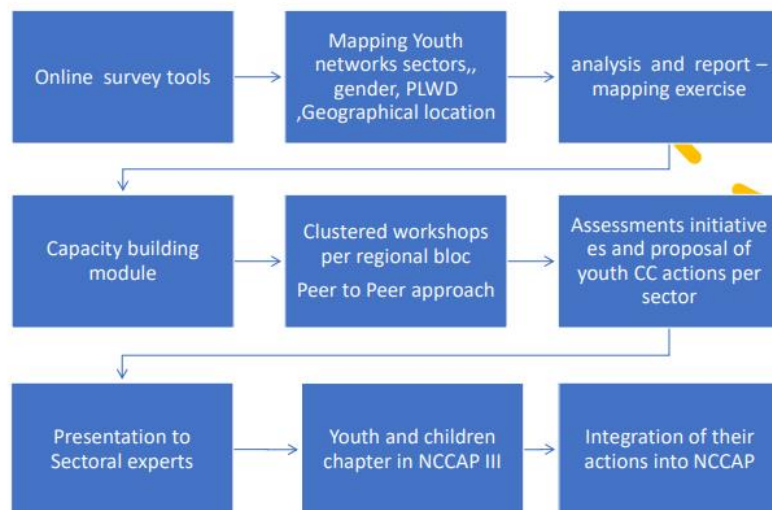 Online survey tools
Mapping Youth
networks sectors,,
gender, PLWD
,Geographical location
analysis and report –
mapping exercise
Capacity building
module
Clustered workshops
per regional bloc
Peer to Peer approach
Assessments initiative
es and proposal of
youth CC actions per
sector
Presentation to
Sectoral experts
Youth and children
chapter in NCCAP III
Integration of their
actions into NCCAP